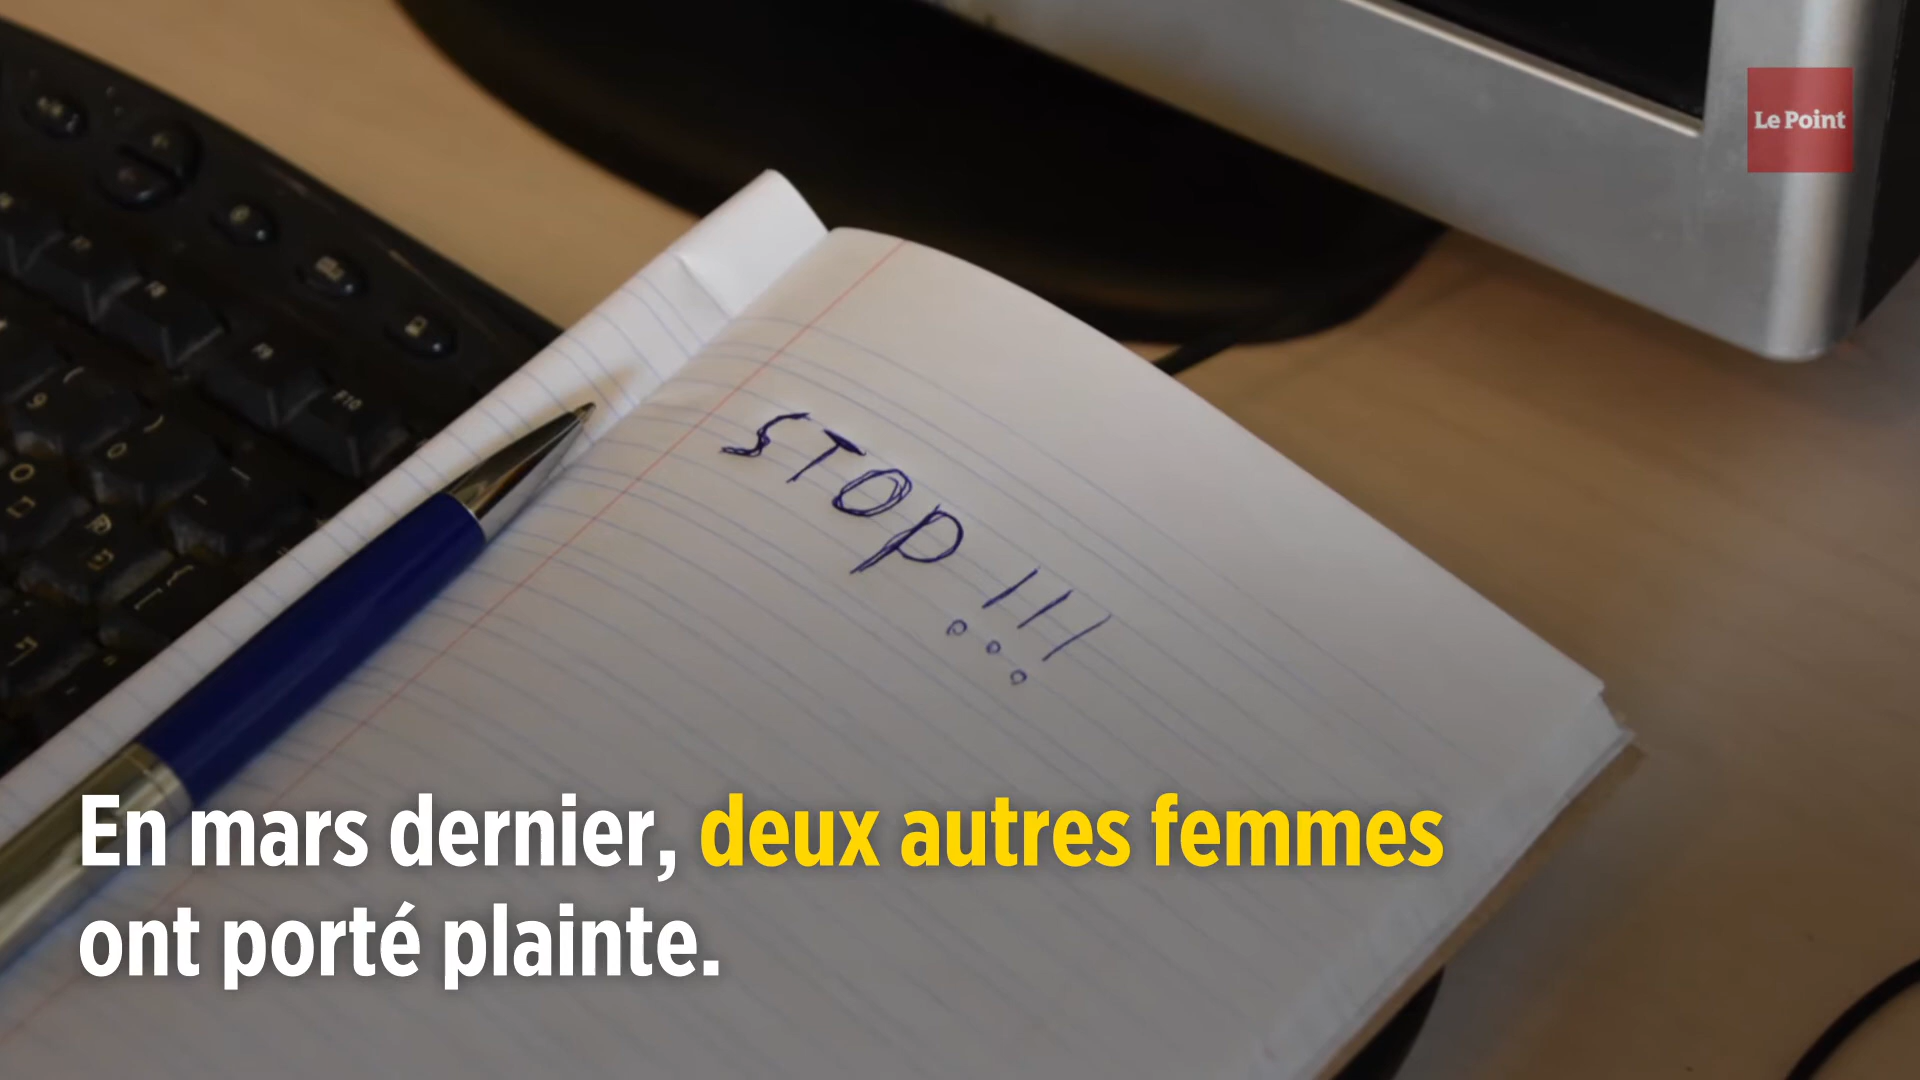 Le Point
STOP!!!
En mars dernier, deux autres femmes
ont porté plainte.